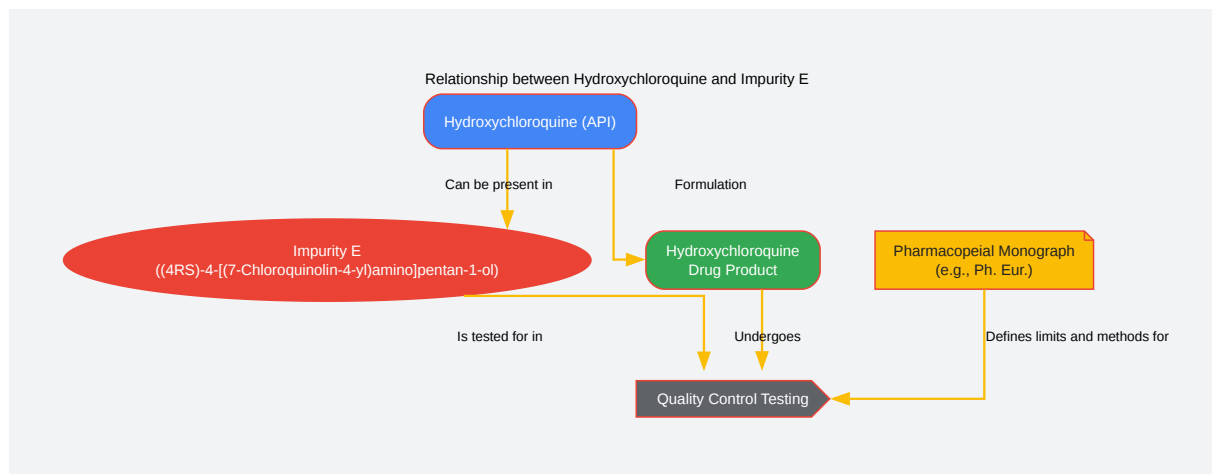 Relationship between Hydroxychloroquine and Impurity E
Hydroxychloroquine (API)
Can be present in
Formulation
Impurity E
((4RS)-4-[(7-Chloroquinolin-4-yl)amino]pentan-1-ol)
Hydroxychloroquine
Drug Product
Pharmacopeial Monograph
(e.g., Ph. Eur.)
Is tested for in
Undergoes
Defines limits and methods for
Quality Control Testing